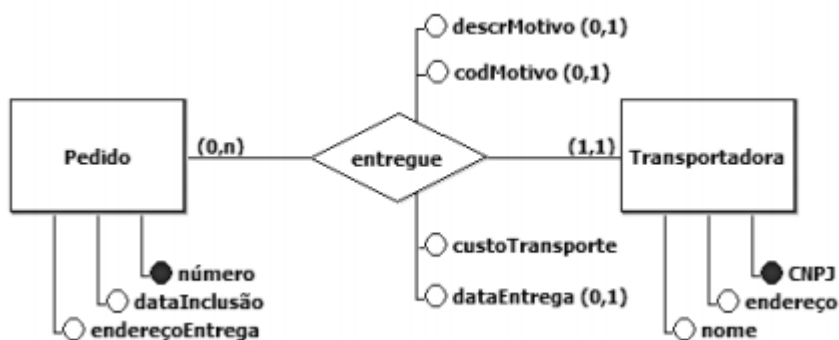 descrMotivo (0,1)
codMotivo (0,1)
Pedido
(0,n)
entregue
(1,1)
Transportadora
número
dataInclusão
endereçoEntrega
custoTransporte
dataEntrega (0,1)
CNPJ
endereço
nome